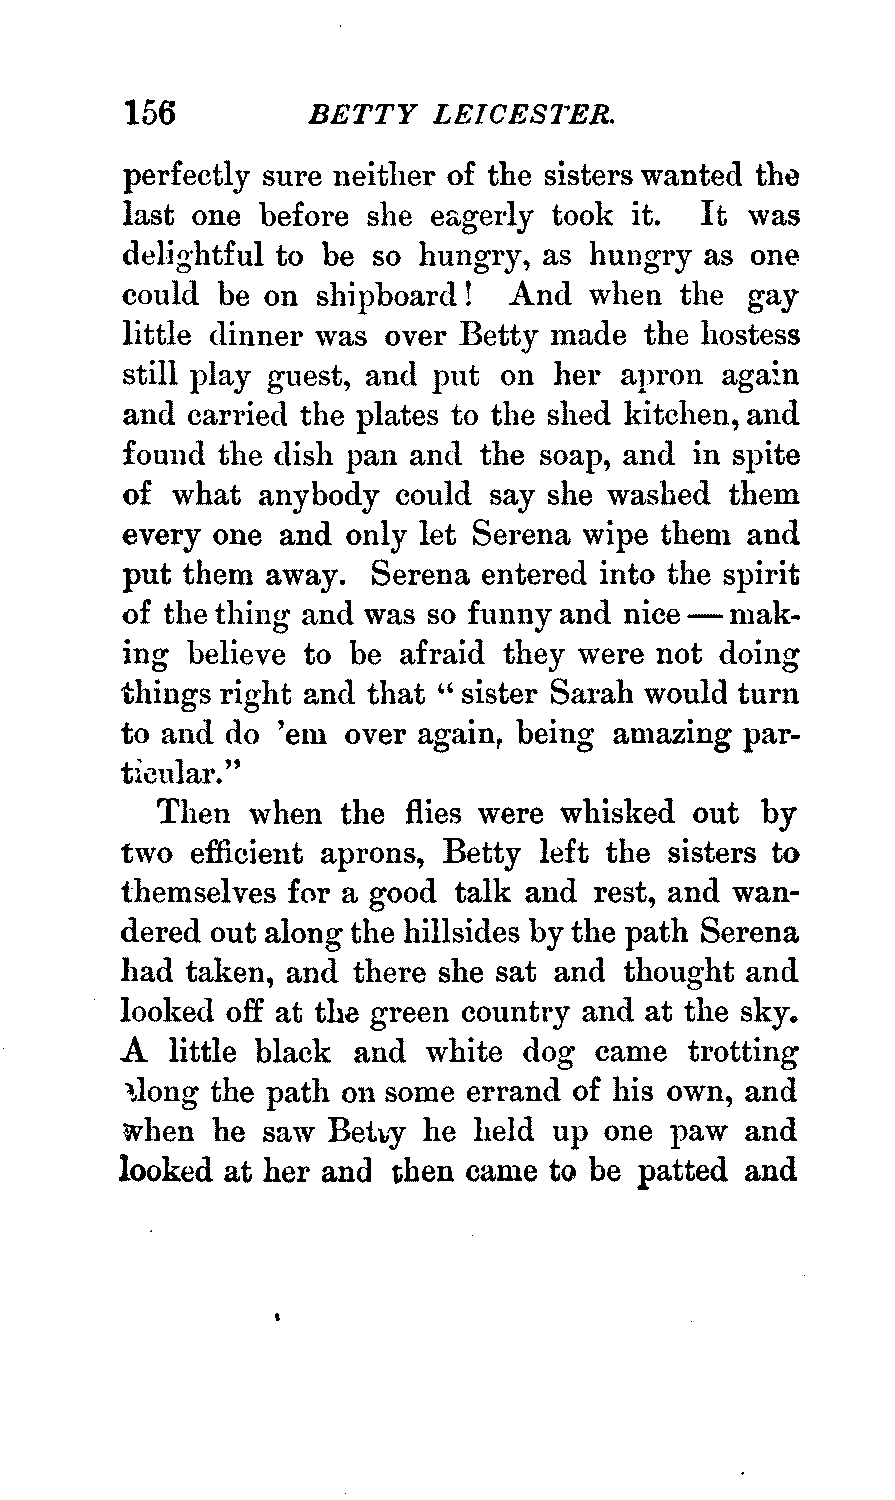 156 BETTY LEICESTER.
perfectly sure neither of the sisters wanted the
last one before she eagerly took it. It was
delightful to be so hungry, as hungry as one
could be on shipboard! And when the gay
little dinner was over Betty made the hostess
still play guest, and put on her apron again
and carried the plates to the shed kitchen, and
found the dish pan and the soap, and in spite
of what anybody could say she washed them
every one and only let Serena wipe them and
put them away. Serena entered into the spirit
of the thing and was so funny and nice — mak-
ing believe to be afraid they were not doing
things right and that “ sister Sarah would turn
to and do ’em over again, being amazing par-
ticular.”
Then when the flies were whisked out by
two efficient aprons, Betty left the sisters to
themselves for a good talk and rest, and wan-
dered out along the hillsides by the path Serena
had taken, and there she sat and thought and
looked off at the green country and at the sky.
A little black and white dog came trotting
along the path on some errand of his own, and
when he saw Betty he held up one paw and
looked at her and then came to be patted and